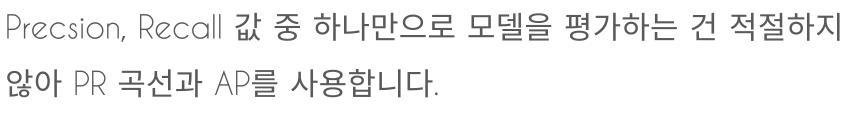 Precsion, Recall 값 중 하나만으로 모델을 평가하는 건 적절하지
않아 PR 곡선과 AP를 사용합니다.